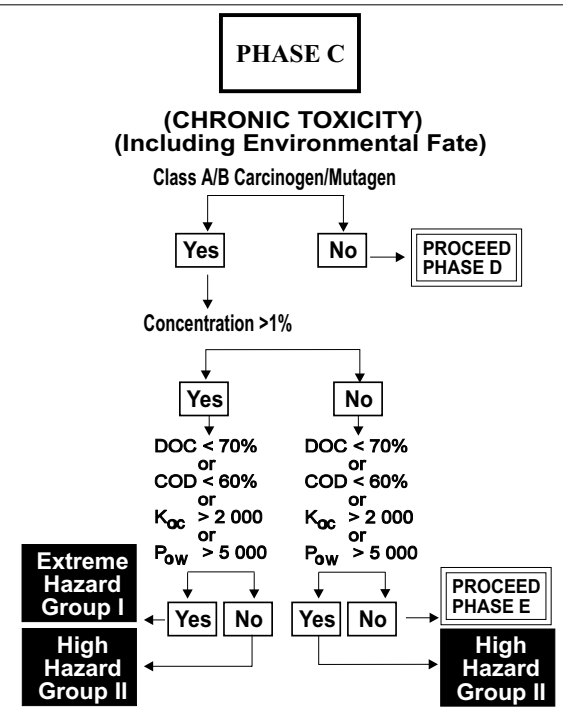 PHASE C
(CHRONIC TOXICITY)
(Including Environmental Fate)
Class A/B Carcinogen/Mutagen
Yes
No
PROCEED
PHASE D
Concentration >1%
Yes
No
DOC < 70%
or
COD < 60%
or
Koc > 2 000
or
Pow > 5 000
DOC < 70%
or
COD < 60%
or
Koc > 2 000
or
Pow > 5 000
Extreme
Hazard
Group I
Yes
No
Yes
No
PROCEED
PHASE E
High
Hazard
Group II
High
Hazard
Group II